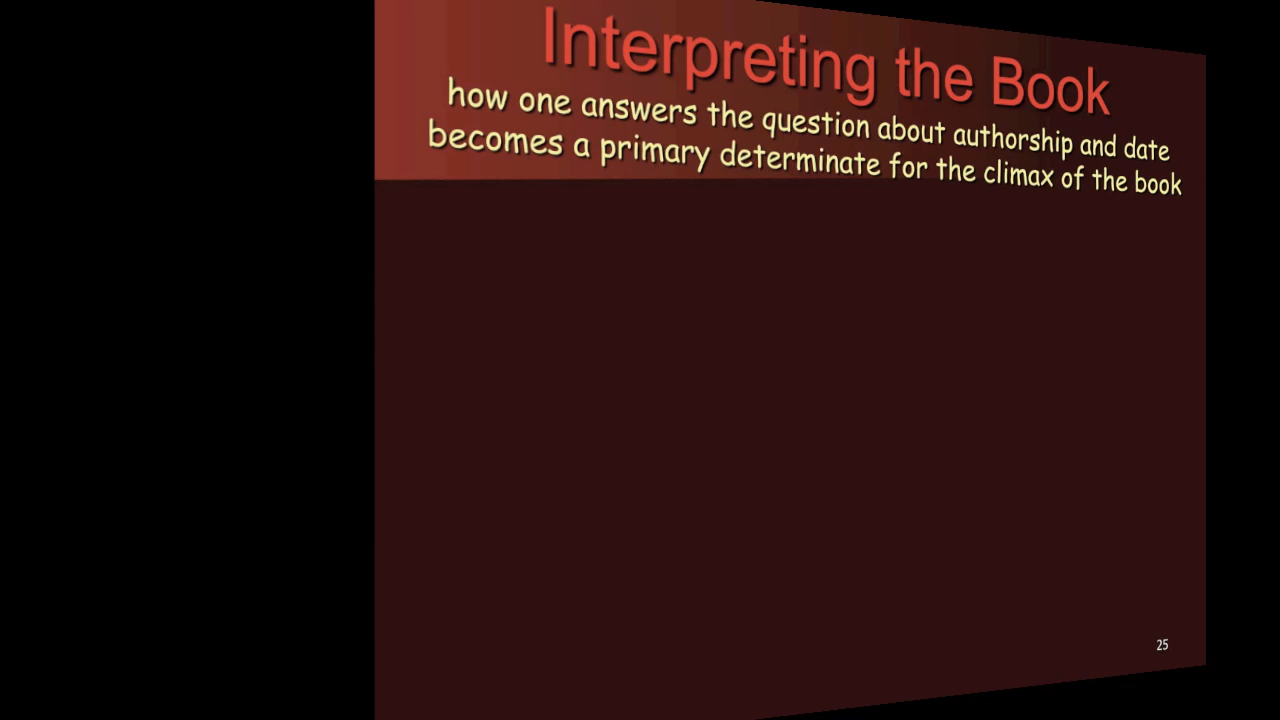 Interpreting the Book
how one answers the question about authorship and date
becomes a primary determinate for the climax of the book
25